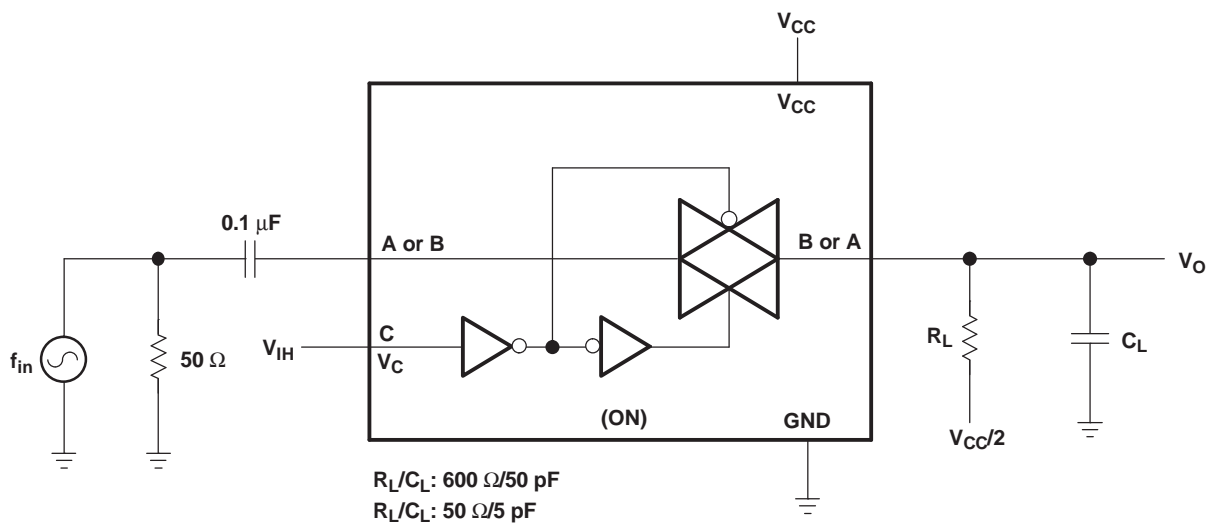 VCC
VCC
0.1 μF
A or B
B or A
VO
fin
50 Ω
VIH
C
VC
RL
CL
(ON)
GND
VCC/2
RL/CL: 600 Ω/50 pF
RL/CL: 50 Ω/5 pF